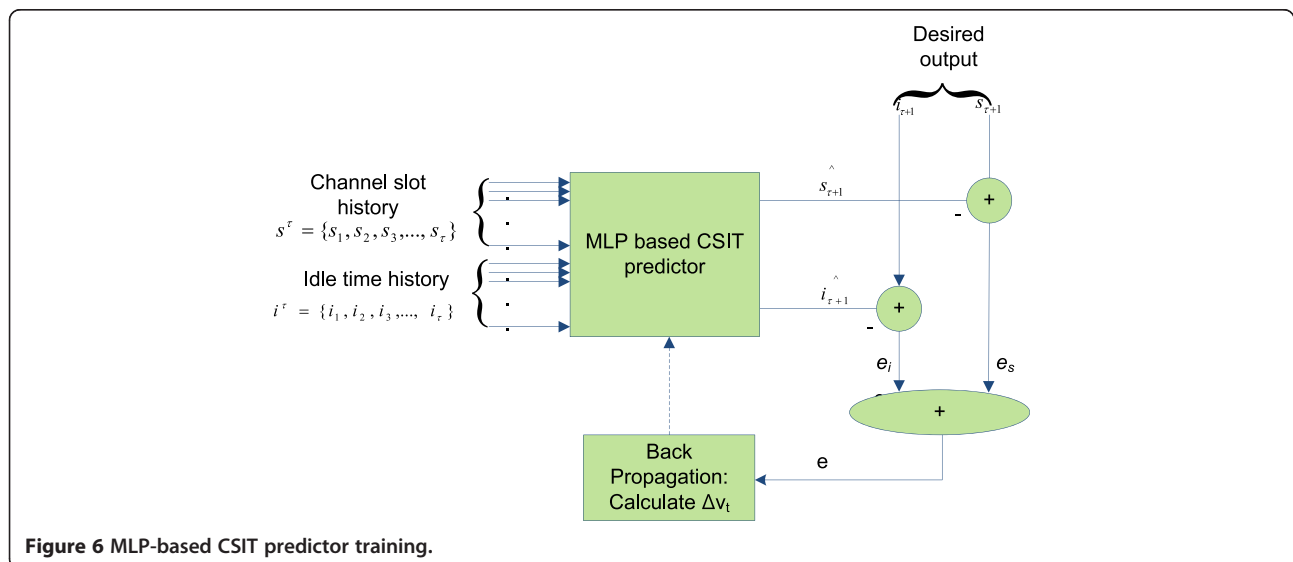 Desired
output
i_{τ+1} s_{τ+1}
Channel slot
history
s^τ = {s_1, s_2, s_3,..., s_τ}
Idle time history
i^τ = {i_1, i_2, i_3,..., i_τ}
MLP based CSIT
predictor
ŝ_{τ+1}
î_{τ+1}
+
-
+
-
e_i
e_s
+
Back
Propagation:
Calculate Δv_t
e
Figure 6 MLP-based CSIT predictor training.